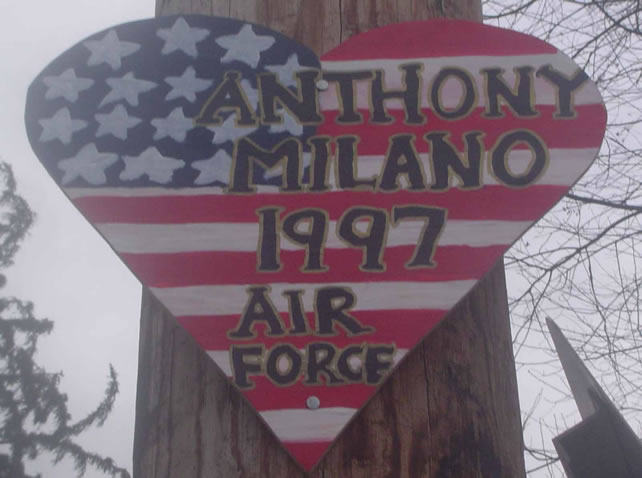 ANTHONY
MILANO
1997
AIR
FORCE